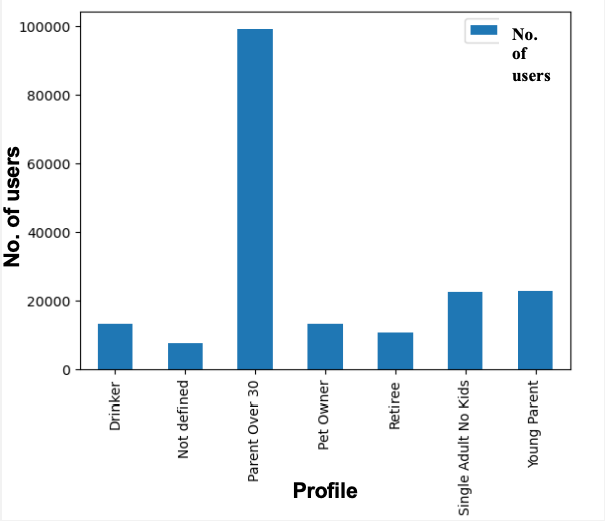 100000
80000
60000
40000
20000
0
No. of users
No.
of
users
Drinker
Not defined
Parent Over 30
Pet Owner
Retiree
Single Adult No Kids
Young Parent
Profile